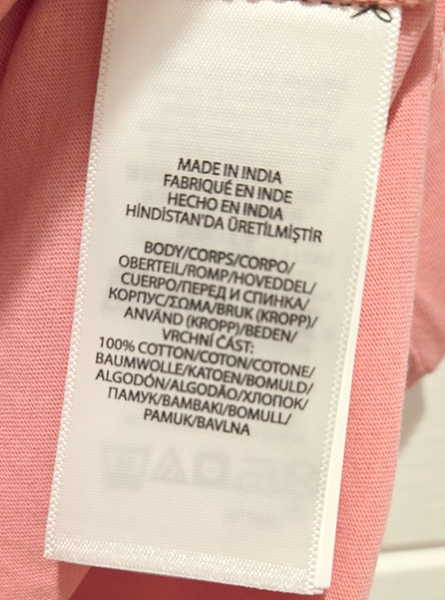 MADE IN INDIA
FABRIQUÉ EN INDE
HECHO EN INDIA
HİNDİSTAN'DA ÜRETİLMİŞTİR
BODY/CORPS/CORPO/
OBERTEIL/ROMP/HOVEDDEL/
CUERPO/ПЕРЕД И СПИНКА/
КОРПУС/ΣΩΜΑ/BRUK (KROPP)/
ANVÄND (KROPP)/BEDEN/
VRCHNÍ ČÁST:
100% COTTON/COTON/COTONE/
BAUMWOLLE/KATOEN/BOMULD/
ALGODÓN/ALGODÃO/ХЛОПОК/
ПАМУК/ΒΑΜΒΑΚΙ/BOMULL/
PAMUK/BAVLNA